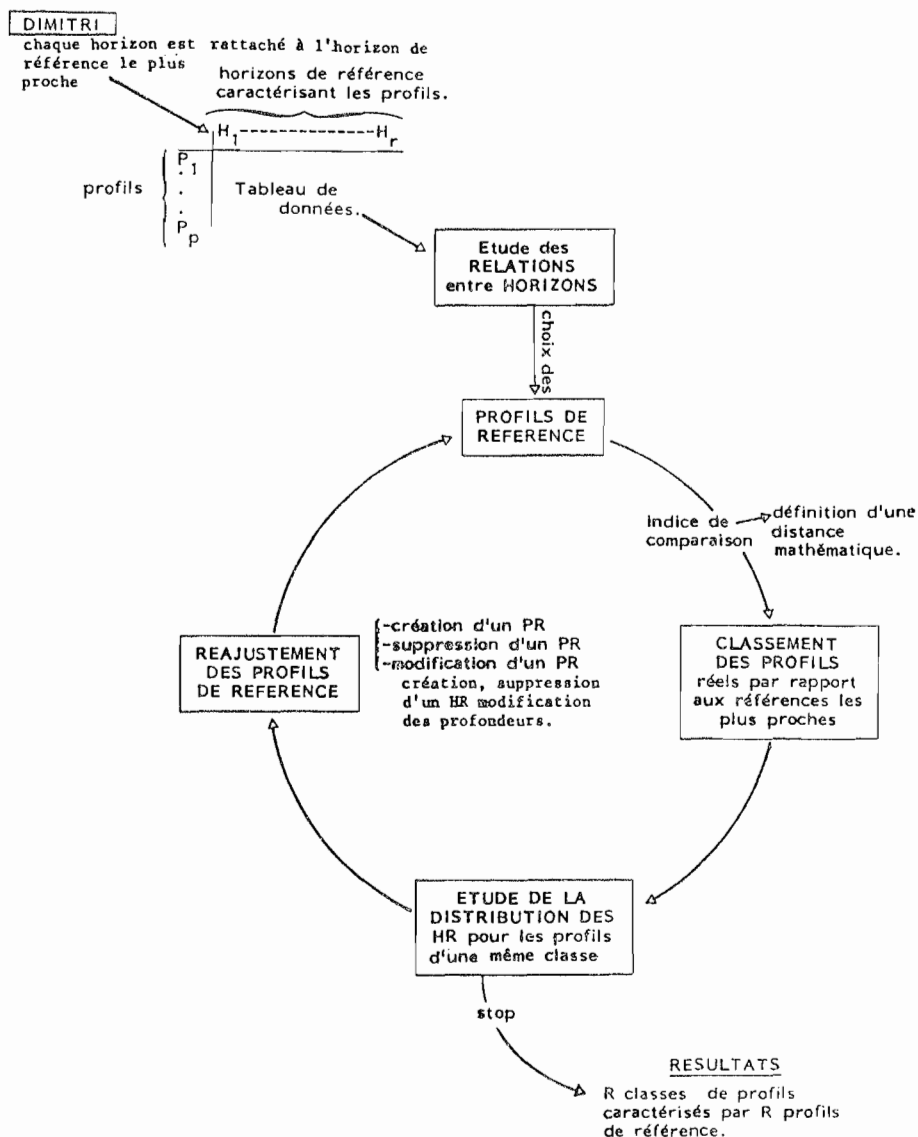 DIMITRI
chaque horizon est rattaché à l'horizon de
référence le plus
proche
horizons de référence
caractérisant les profils.
H1----------------Hr
profils
P1
.
.
.
Pp
Tableau de
données.
Etude des
RELATIONS
entre HORIZONS
choix des
PROFILS DE
REFERENCE
Indice de
comparaison
définition d'une
distance
mathématique.
CLASSEMENT
DES PROFILS
réels par rapport
aux références les
plus proches
-création d'un PR
-suppression d'un PR
-modification d'un PR
création, suppression
d'un HR modification
des profondeurs.
REAJUSTEMENT
DES PROFILS
DE REFERENCE
ETUDE DE LA
DISTRIBUTION DES
HR pour les profils
d'une même classe
stop
RESULTATS
R classes de profils
caractérisés par R profils
de référence.